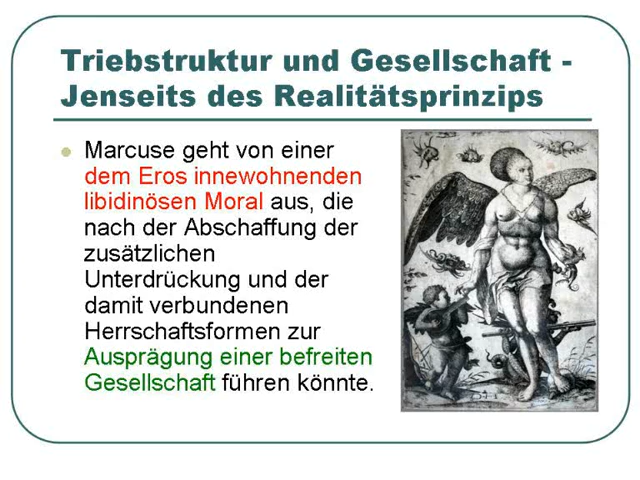 Triebstruktur und Gesellschaft -
Jenseits des Realitätsprinzips
Marcuse geht von einer
dem Eros innewohnenden
libidinösen Moral aus, die
nach der Abschaffung der
zusätzlichen
Unterdrückung und der
damit verbundenen
Herrschaftsformen zur
Ausprägung einer befreiten
Gesellschaft führen könnte.